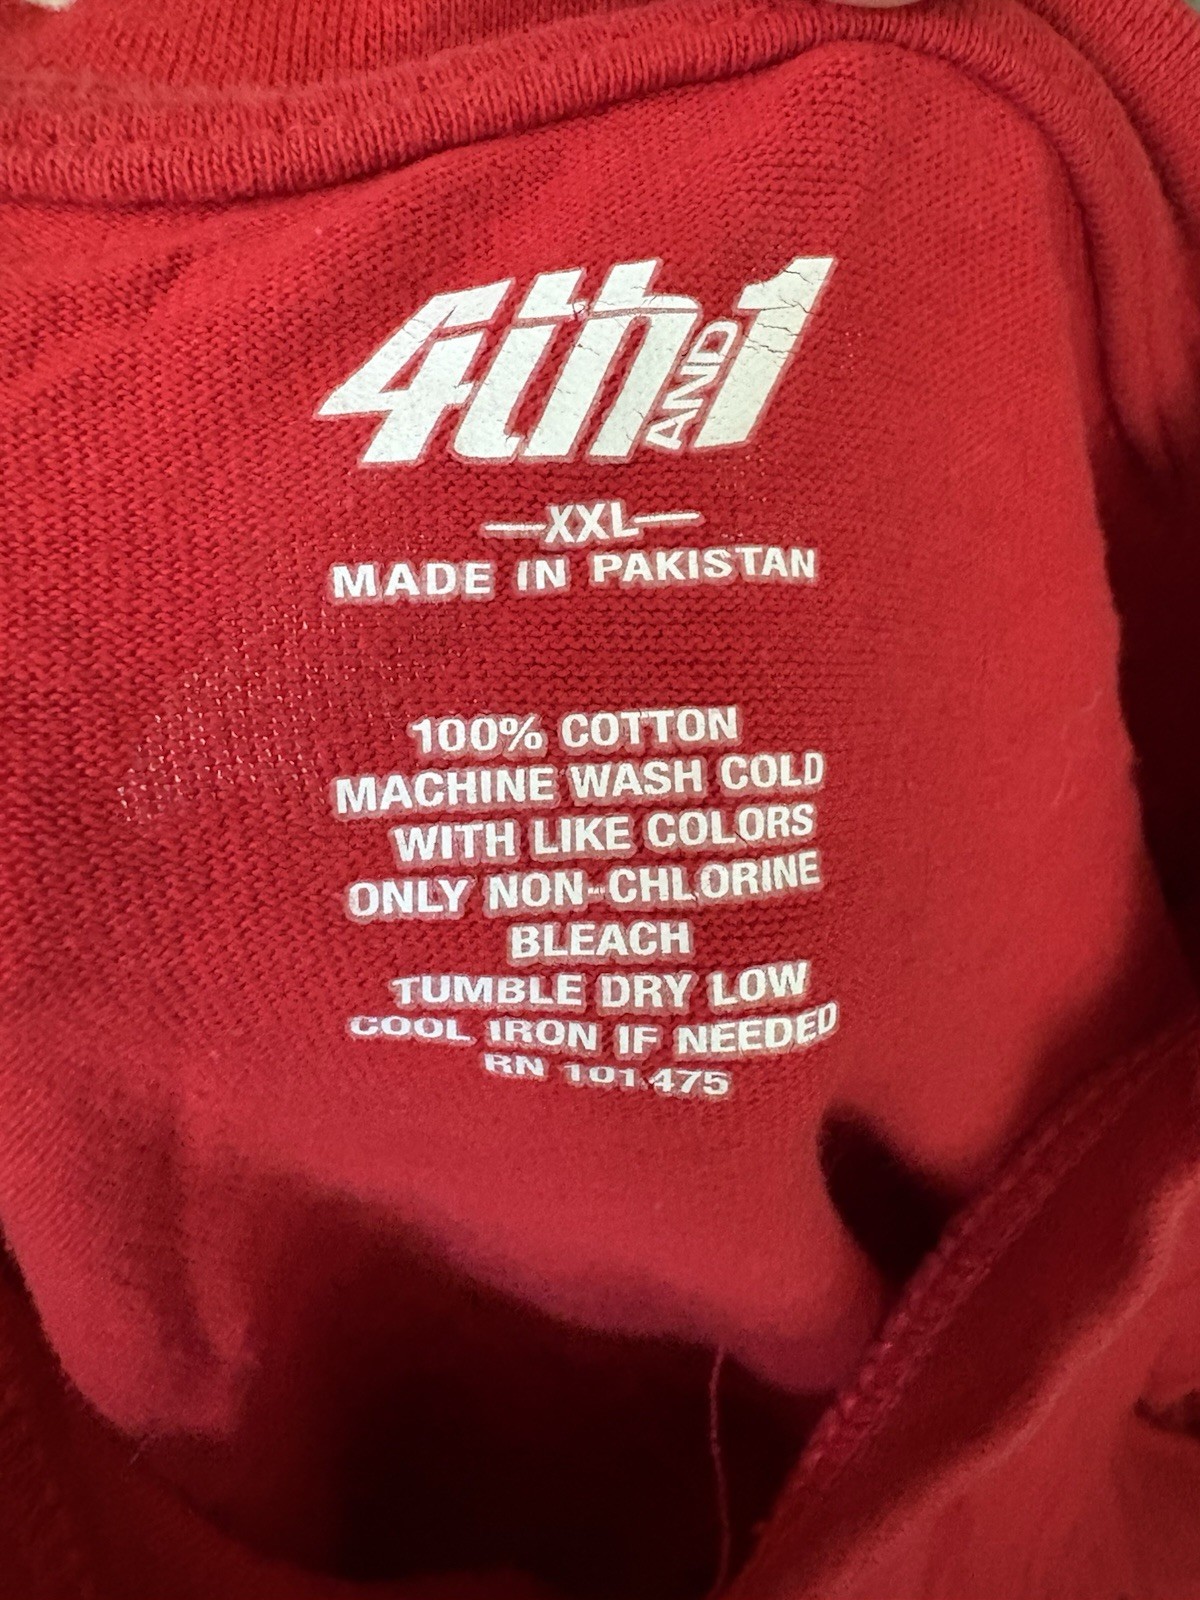 4th AND 1
—XXL—
MADE IN PAKISTAN
100% COTTON
MACHINE WASH COLD
WITH LIKE COLORS
ONLY NON-CHLORINE
BLEACH
TUMBLE DRY LOW
COOL IRON IF NEEDED
RN 101475